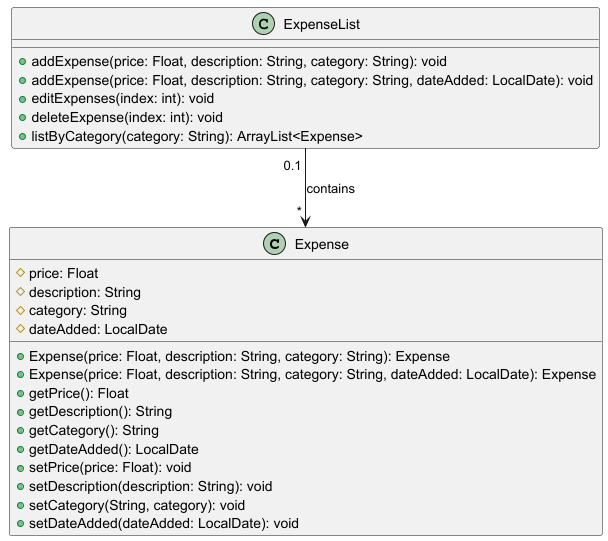 C ExpenseList
addExpense(price: Float, description: String, category: String): void
addExpense(price: Float, description: String, category: String, dateAdded: LocalDate): void
editExpenses(index: int): void
deleteExpense(index: int): void
listByCategory(category: String): ArrayList<Expense>
0.1
contains
*
C Expense
price: Float
description: String
category: String
dateAdded: LocalDate
Expense(price: Float, description: String, category: String): Expense
Expense(price: Float, description: String, category: String, dateAdded: LocalDate): Expense
getPrice(): Float
getDescription(): String
getCategory(): String
getDateAdded(): LocalDate
setPrice(price: Float): void
setDescription(description: String): void
setCategory(String, category): void
setDateAdded(dateAdded: LocalDate): void